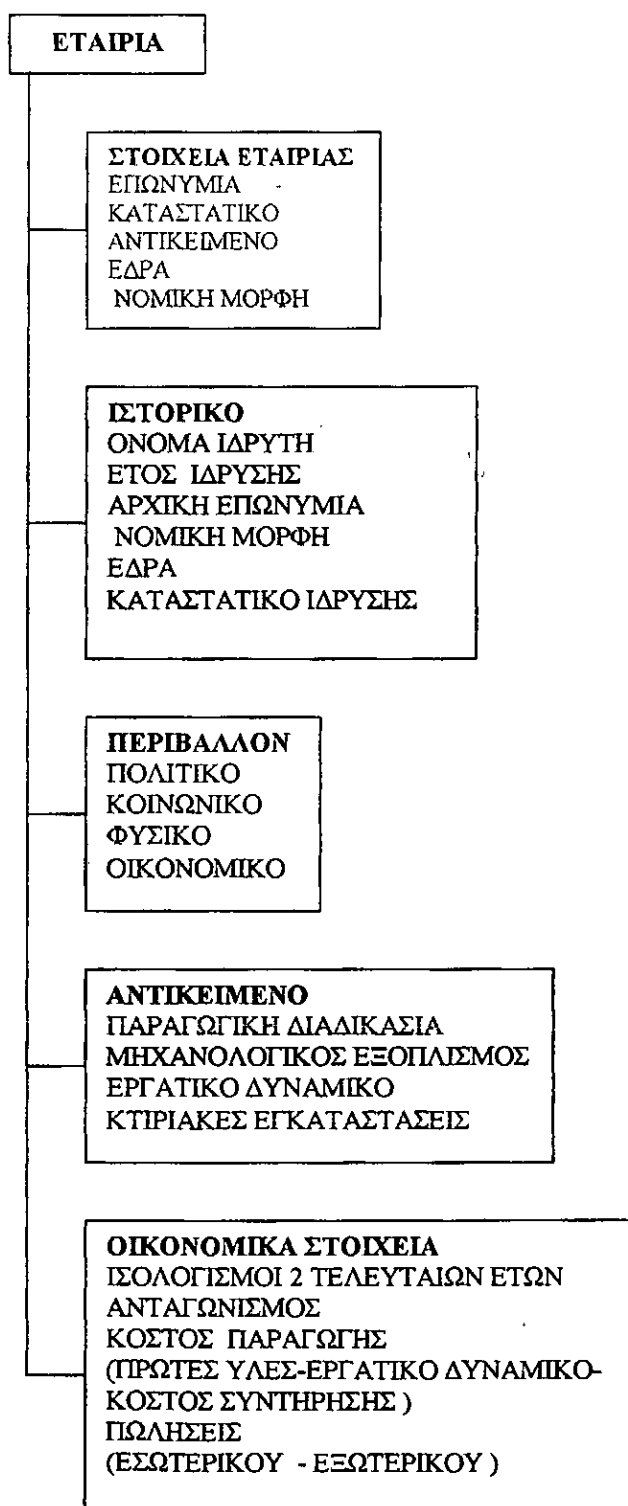 ΕΤΑΙΡΙΑ
ΣΤΟΙΧΕΙΑ ΕΤΑΙΡΙΑΣ
ΕΠΩΝΥΜΙΑ
ΚΑΤΑΣΤΑΤΙΚΟ
ΑΝΤΙΚΕΙΜΕΝΟ
ΕΔΡΑ
ΝΟΜΙΚΗ ΜΟΡΦΗ
ΙΣΤΟΡΙΚΟ
ΟΝΟΜΑ ΙΔΡΥΤΗ
ΕΤΟΣ ΙΔΡΥΣΗΣ
ΑΡΧΙΚΗ ΕΠΩΝΥΜΙΑ
ΝΟΜΙΚΗ ΜΟΡΦΗ
ΕΔΡΑ
ΚΑΤΑΣΤΑΤΙΚΟ ΙΔΡΥΣΗΣ
ΠΕΡΙΒΑΛΛΟΝ
ΠΟΛΙΤΙΚΟ
ΚΟΙΝΩΝΙΚΟ
ΦΥΣΙΚΟ
ΟΙΚΟΝΟΜΙΚΟ
ΑΝΤΙΚΕΙΜΕΝΟ
ΠΑΡΑΓΩΓΙΚΗ ΔΙΑΔΙΚΑΣΙΑ
ΜΗΧΑΝΟΛΟΓΙΚΟΣ ΕΞΟΠΛΙΣΜΟΣ
ΕΡΓΑΤΙΚΟ ΔΥΝΑΜΙΚΟ
ΚΤΙΡΙΑΚΕΣ ΕΓΚΑΤΑΣΤΑΣΕΙΣ
ΟΙΚΟΝΟΜΙΚΑ ΣΤΟΙΧΕΙΑ
ΙΣΟΛΟΓΙΣΜΟΙ 2 ΤΕΛΕΥΤΑΙΩΝ ΕΤΩΝ
ΑΝΤΑΓΩΝΙΣΜΟΣ
ΚΟΣΤΟΣ ΠΑΡΑΓΩΓΗΣ
(ΠΡΩΤΕΣ ΥΛΕΣ-ΕΡΓΑΤΙΚΟ ΔΥΝΑΜΙΚΟ-
ΚΟΣΤΟΣ ΣΥΝΤΗΡΗΣΗΣ )
ΠΩΛΗΣΕΙΣ
(ΕΣΩΤΕΡΙΚΟΥ - ΕΞΩΤΕΡΙΚΟΥ )